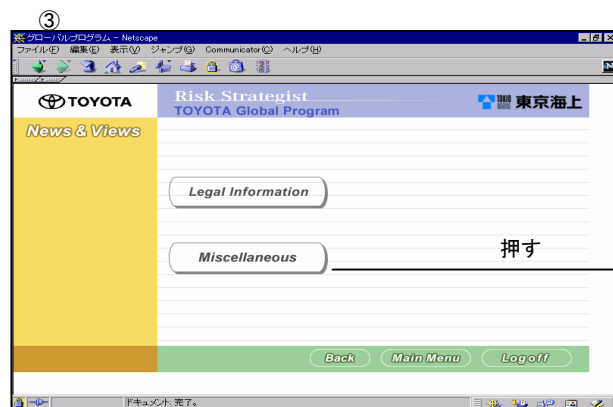 ③
グローバルプログラム - Netscape
ファイル(F) 編集(E) 表示(V) ジャンプ(G) Communicator(C) ヘルプ(H)
TOYOTA
Risk Strategist
TOYOTA Global Program
東京海上
News & Views
Legal Information
Miscellaneous
押す
Back
Main Menu
Logoff
ドキュメント: 完了。